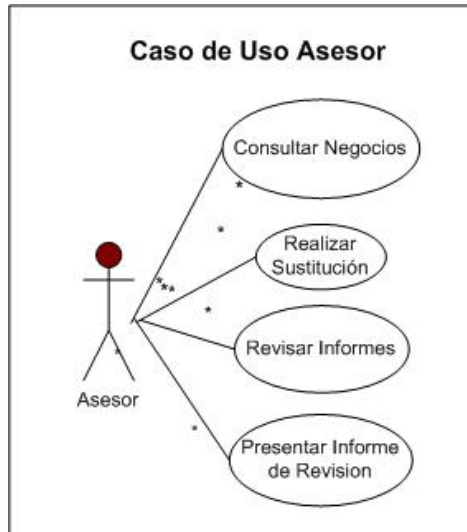 Caso de Uso Asesor
Consultar Negocios
*
*
Realizar
Sustitución
***
*
Revisar Informes
*
Asesor
*
Presentar Informe
de Revision